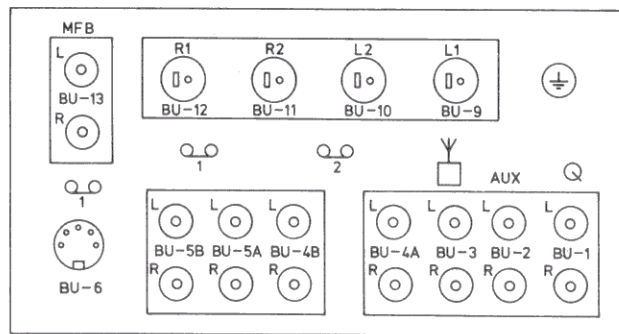 MFB
L
BU-13
R
R1 R2 L2 L1
BU-12 BU-11 BU-10 BU-9
1
2
AUX
1
BU-6
L L L
BU-5B BU-5A BU-4B
R R R
L L L L
BU-4A BU-3 BU-2 BU-1
R R R R